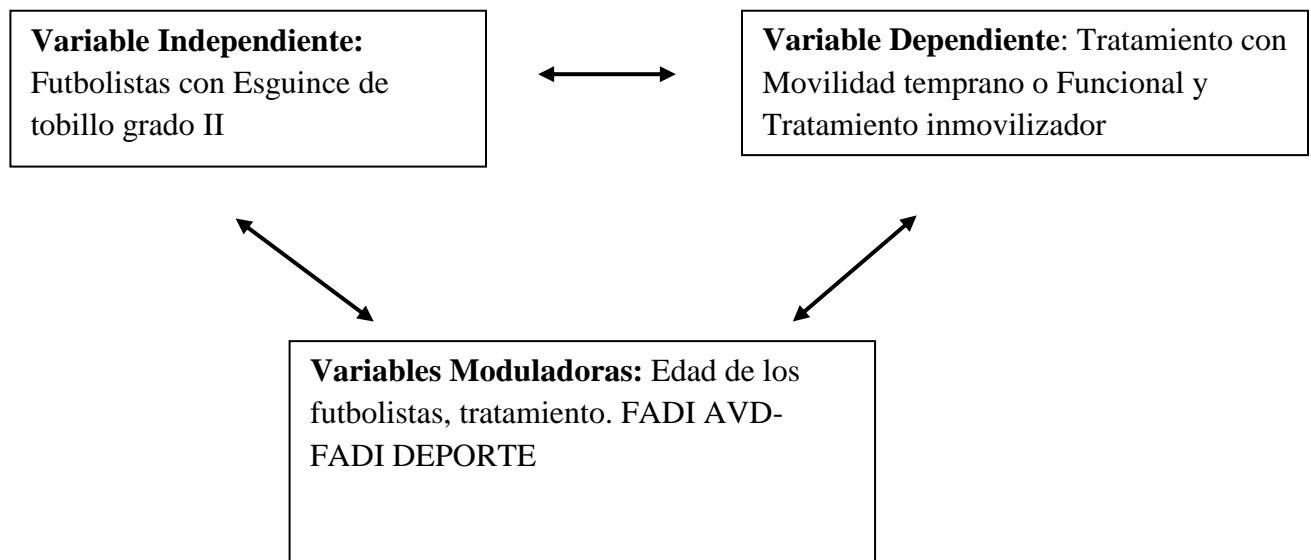 Variable Independiente:
Futbolistas con Esguince de
tobillo grado II
Variable Dependiente: Tratamiento con
Movilidad temprano o Funcional y
Tratamiento inmovilizador
Variables Moduladoras: Edad de los
futbolistas, tratamiento. FADI AVD-
FADI DEPORTE